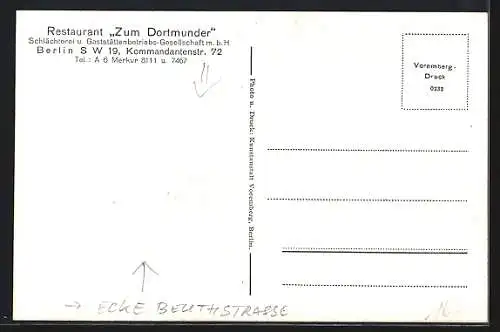 Restaurant „Zum Dortmunder"
Schlächterei u. Gaststättenbetriebs-Gesellschaft m. b. H.
Berlin S W 19, Kommandantenstr. 72
Tel.: A 6 Merkur 8111 u. 7467
Photo u. Druck: Kunstanstalt Voremberg, Berlin.
Voremberg-
Druck
0232
→ ECKE BEUTHSTRASSE